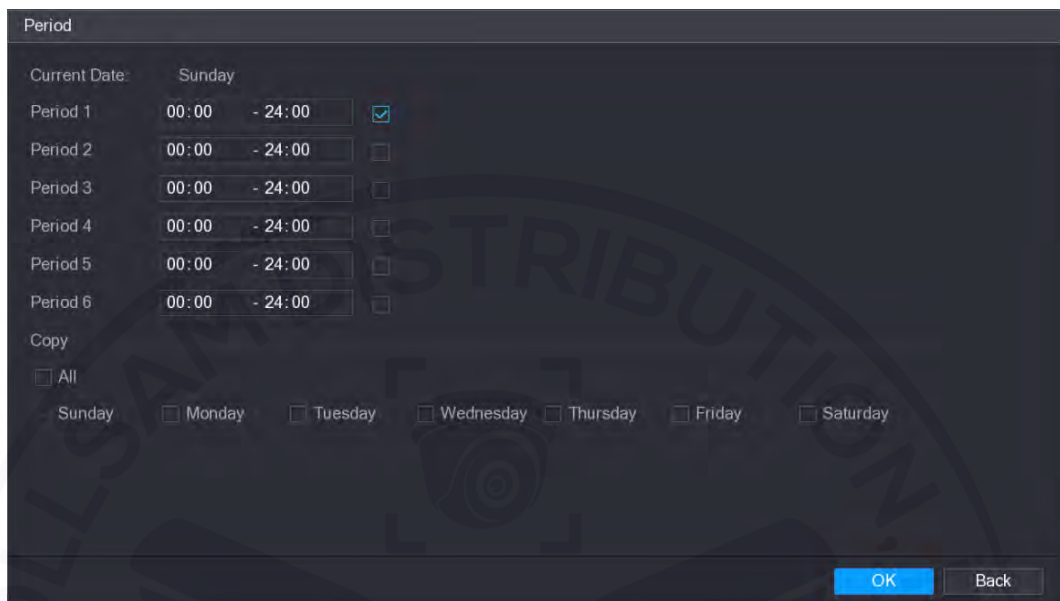 Period
Current Date: Sunday
Period 1 00:00 - 24:00
Period 2 00:00 - 24:00
Period 3 00:00 - 24:00
Period 4 00:00 - 24:00
Period 5 00:00 - 24:00
Period 6 00:00 - 24:00
Copy
All
Sunday Monday Tuesday Wednesday Thursday Friday Saturday
OK Back
LLSAM DISTRIBUTION